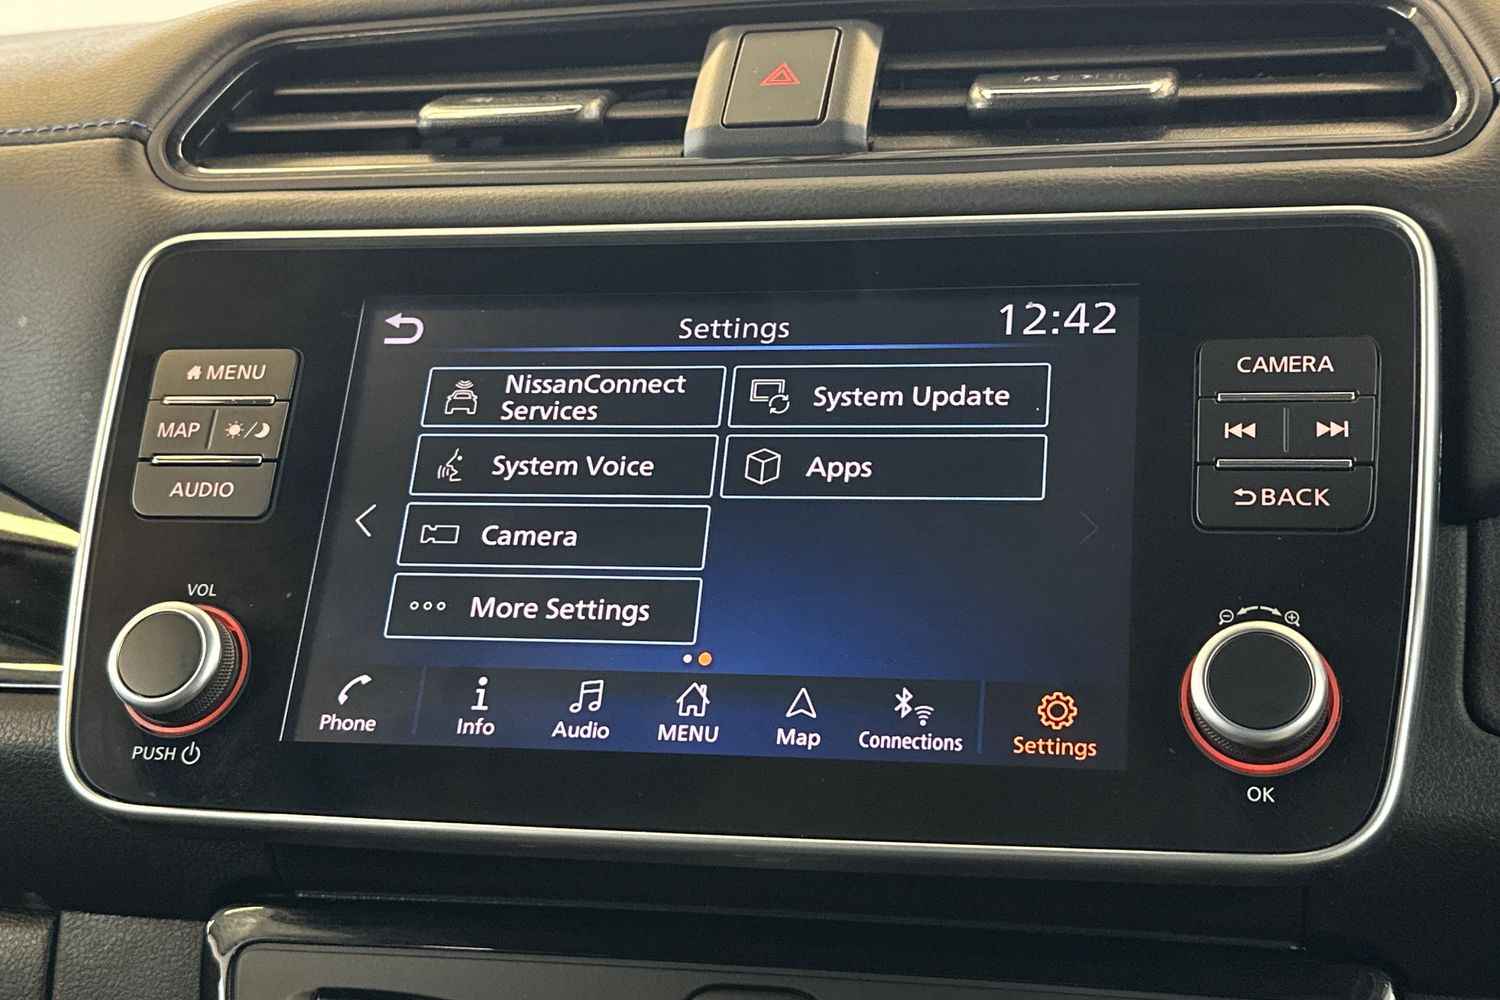 MENU
MAP
AUDIO
VOL
PUSH
Settings
12:42
NissanConnect
Services
System Update
System Voice
Apps
Camera
More Settings
Phone
Info
Audio
MENU
Map
Connections
Settings
CAMERA
BACK
OK